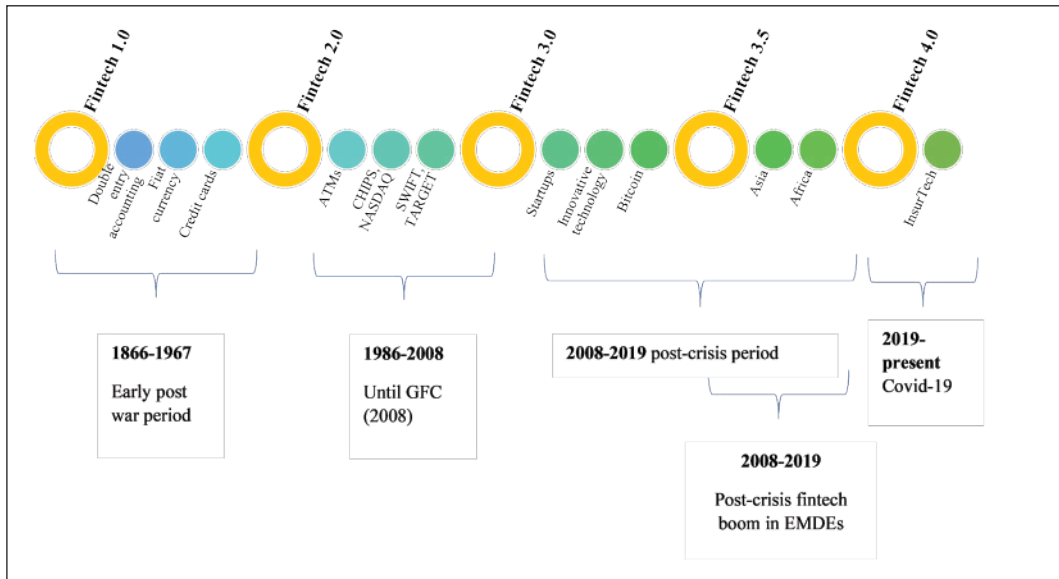 Fintech 1.0
Fintech 2.0
Fintech 3.0
Fintech 3.5
Fintech 4.0
Double
entry
accounting
Fiat
currency
Credit cards
ATMs
CHIPS,
NASDAQ
SWIFT,
TARGET
Startups
Innovative
technology
Bitcoin
Asia
Africa
InsurTech
1866-1967
Early post
war period
1986-2008
Until GFC
(2008)
2008-2019 post-crisis period
2019-
present
Covid-19
2008-2019
Post-crisis fintech
boom in EMDEs